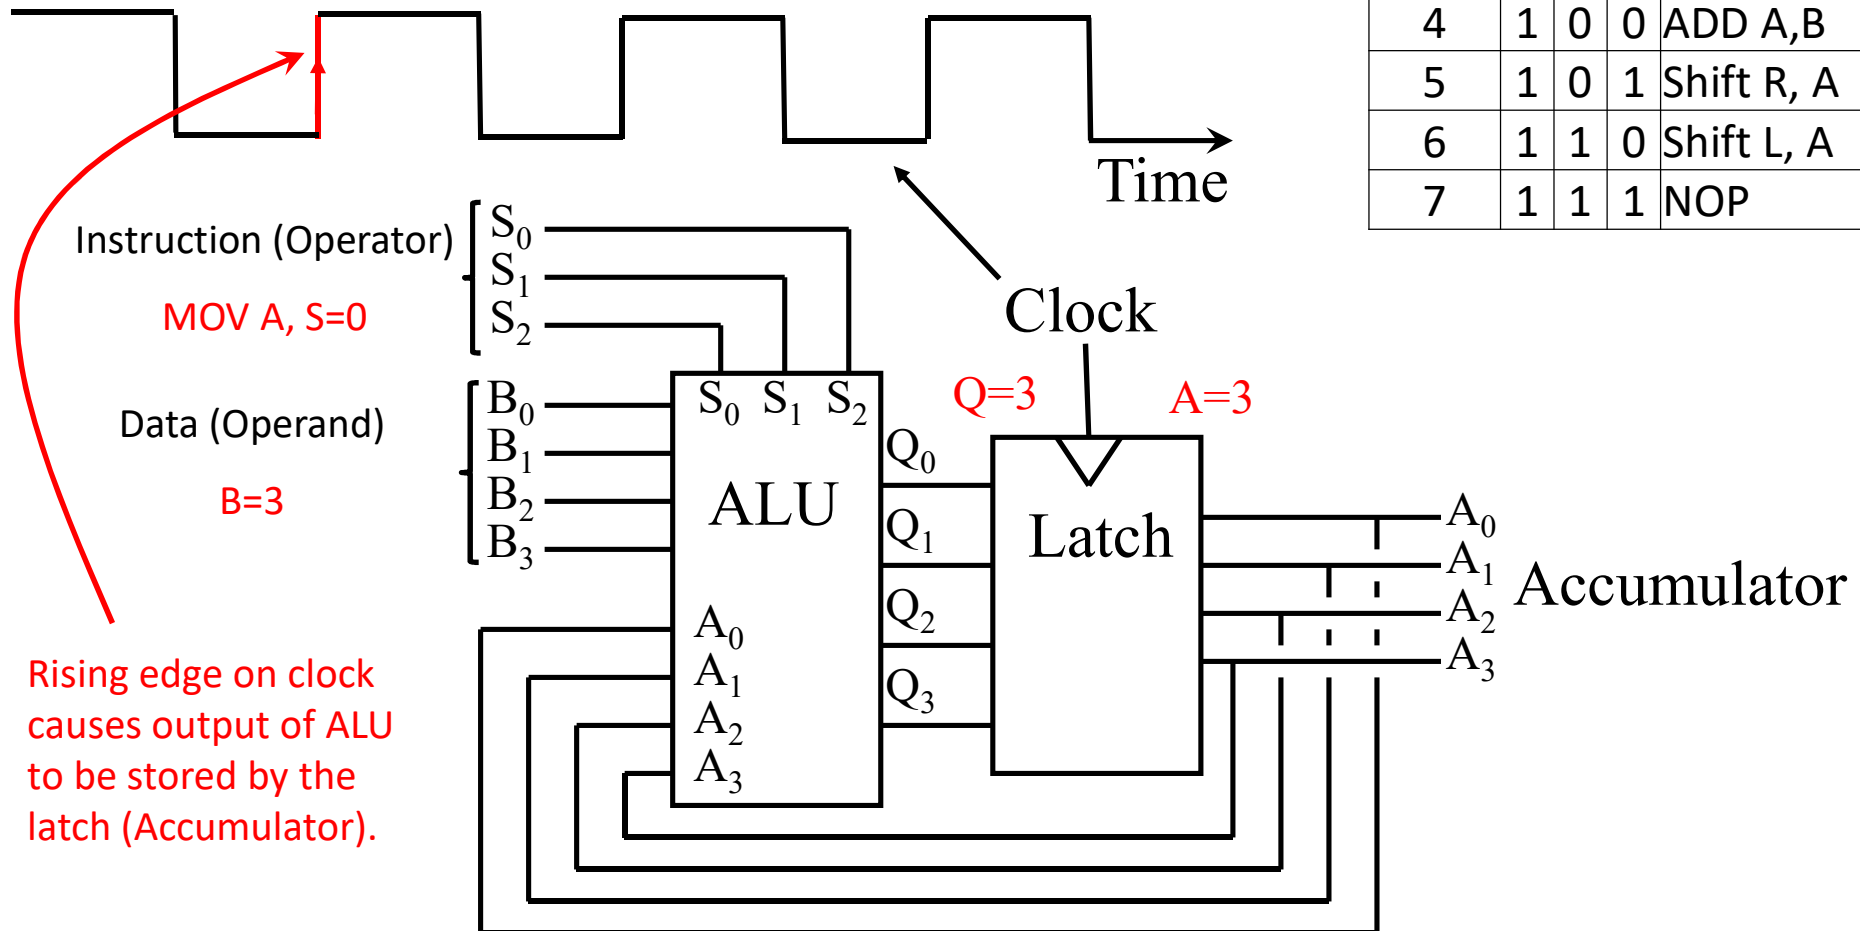 4 1 0 0 ADD A,B
5 1 0 1 Shift R, A
6 1 1 0 Shift L, A
7 1 1 1 NOP
Time
Instruction (Operator)
MOV A, S=0
S0
S1
S2
Clock
Data (Operand)
B=3
B0
B1
B2
B3
S0 S1 S2
ALU
A0
A1
A2
A3
Q=3
A=3
Q0
Q1
Q2
Q3
Latch
A0
A1
A2
A3
Accumulator
Rising edge on clock
causes output of ALU
to be stored by the
latch (Accumulator).